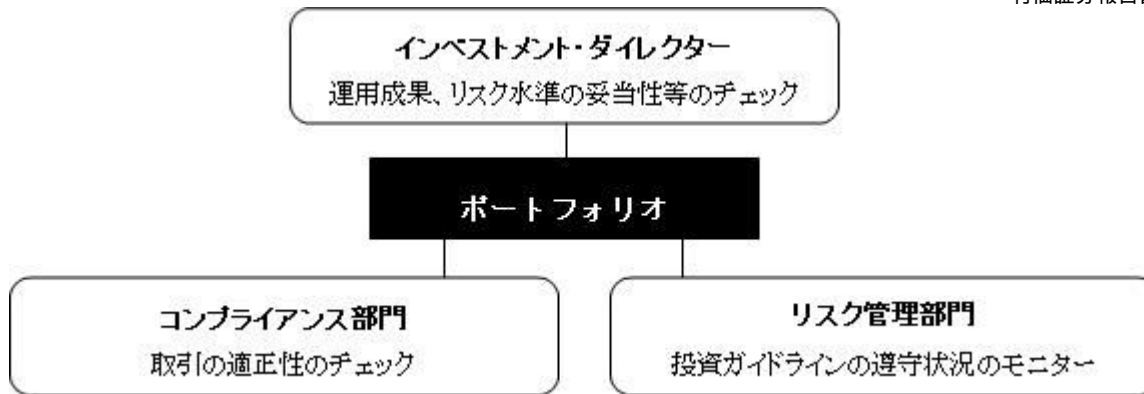 インベストメント・ダイレクター
運用成果、リスク水準の妥当性等のチェック
ポートフォリオ
コンプライアンス部門
取引の適正性のチェック
リスク管理部門
投資ガイドラインの遵守状況のモニター